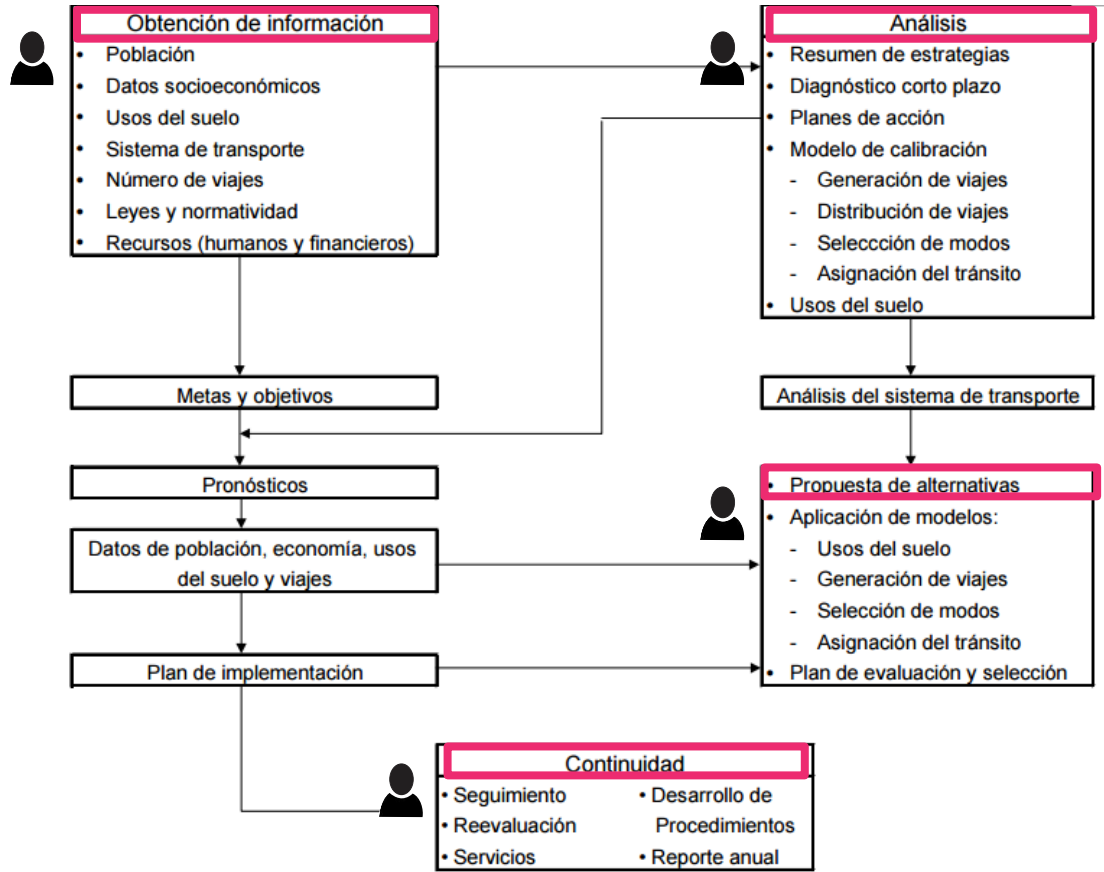 Obtención de información
• Población
• Datos socioeconómicos
• Usos del suelo
• Sistema de transporte
• Número de viajes
• Leyes y normatividad
• Recursos (humanos y financieros)
Análisis
• Resumen de estrategias
• Diagnóstico corto plazo
• Planes de acción
• Modelo de calibración
- Generación de viajes
- Distribución de viajes
- Seleccción de modos
- Asignación del tránsito
• Usos del suelo
Metas y objetivos
Análisis del sistema de transporte
Pronósticos
Datos de población, economía, usos
del suelo y viajes
Plan de implementación
• Propuesta de alternativas
• Aplicación de modelos:
- Usos del suelo
- Generación de viajes
- Selección de modos
- Asignación del tránsito
• Plan de evaluación y selección
Continuidad
• Seguimiento
• Reevaluación
• Servicios
• Desarrollo de
Procedimientos
• Reporte anual